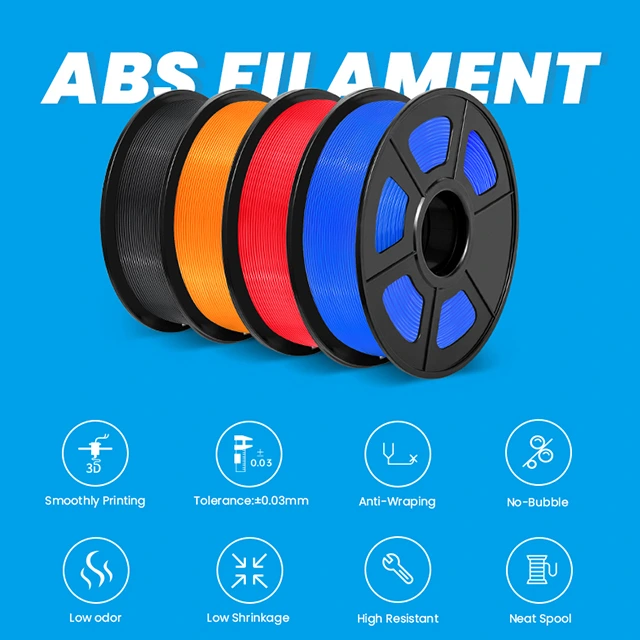 ABS FILAMENT
3D
± 0.03
Smoothly Printing
Tolerance:±0.03mm
Anti-Wraping
No-Bubble
Low odor
Low Shrinkage
High Resistant
Neat Spool